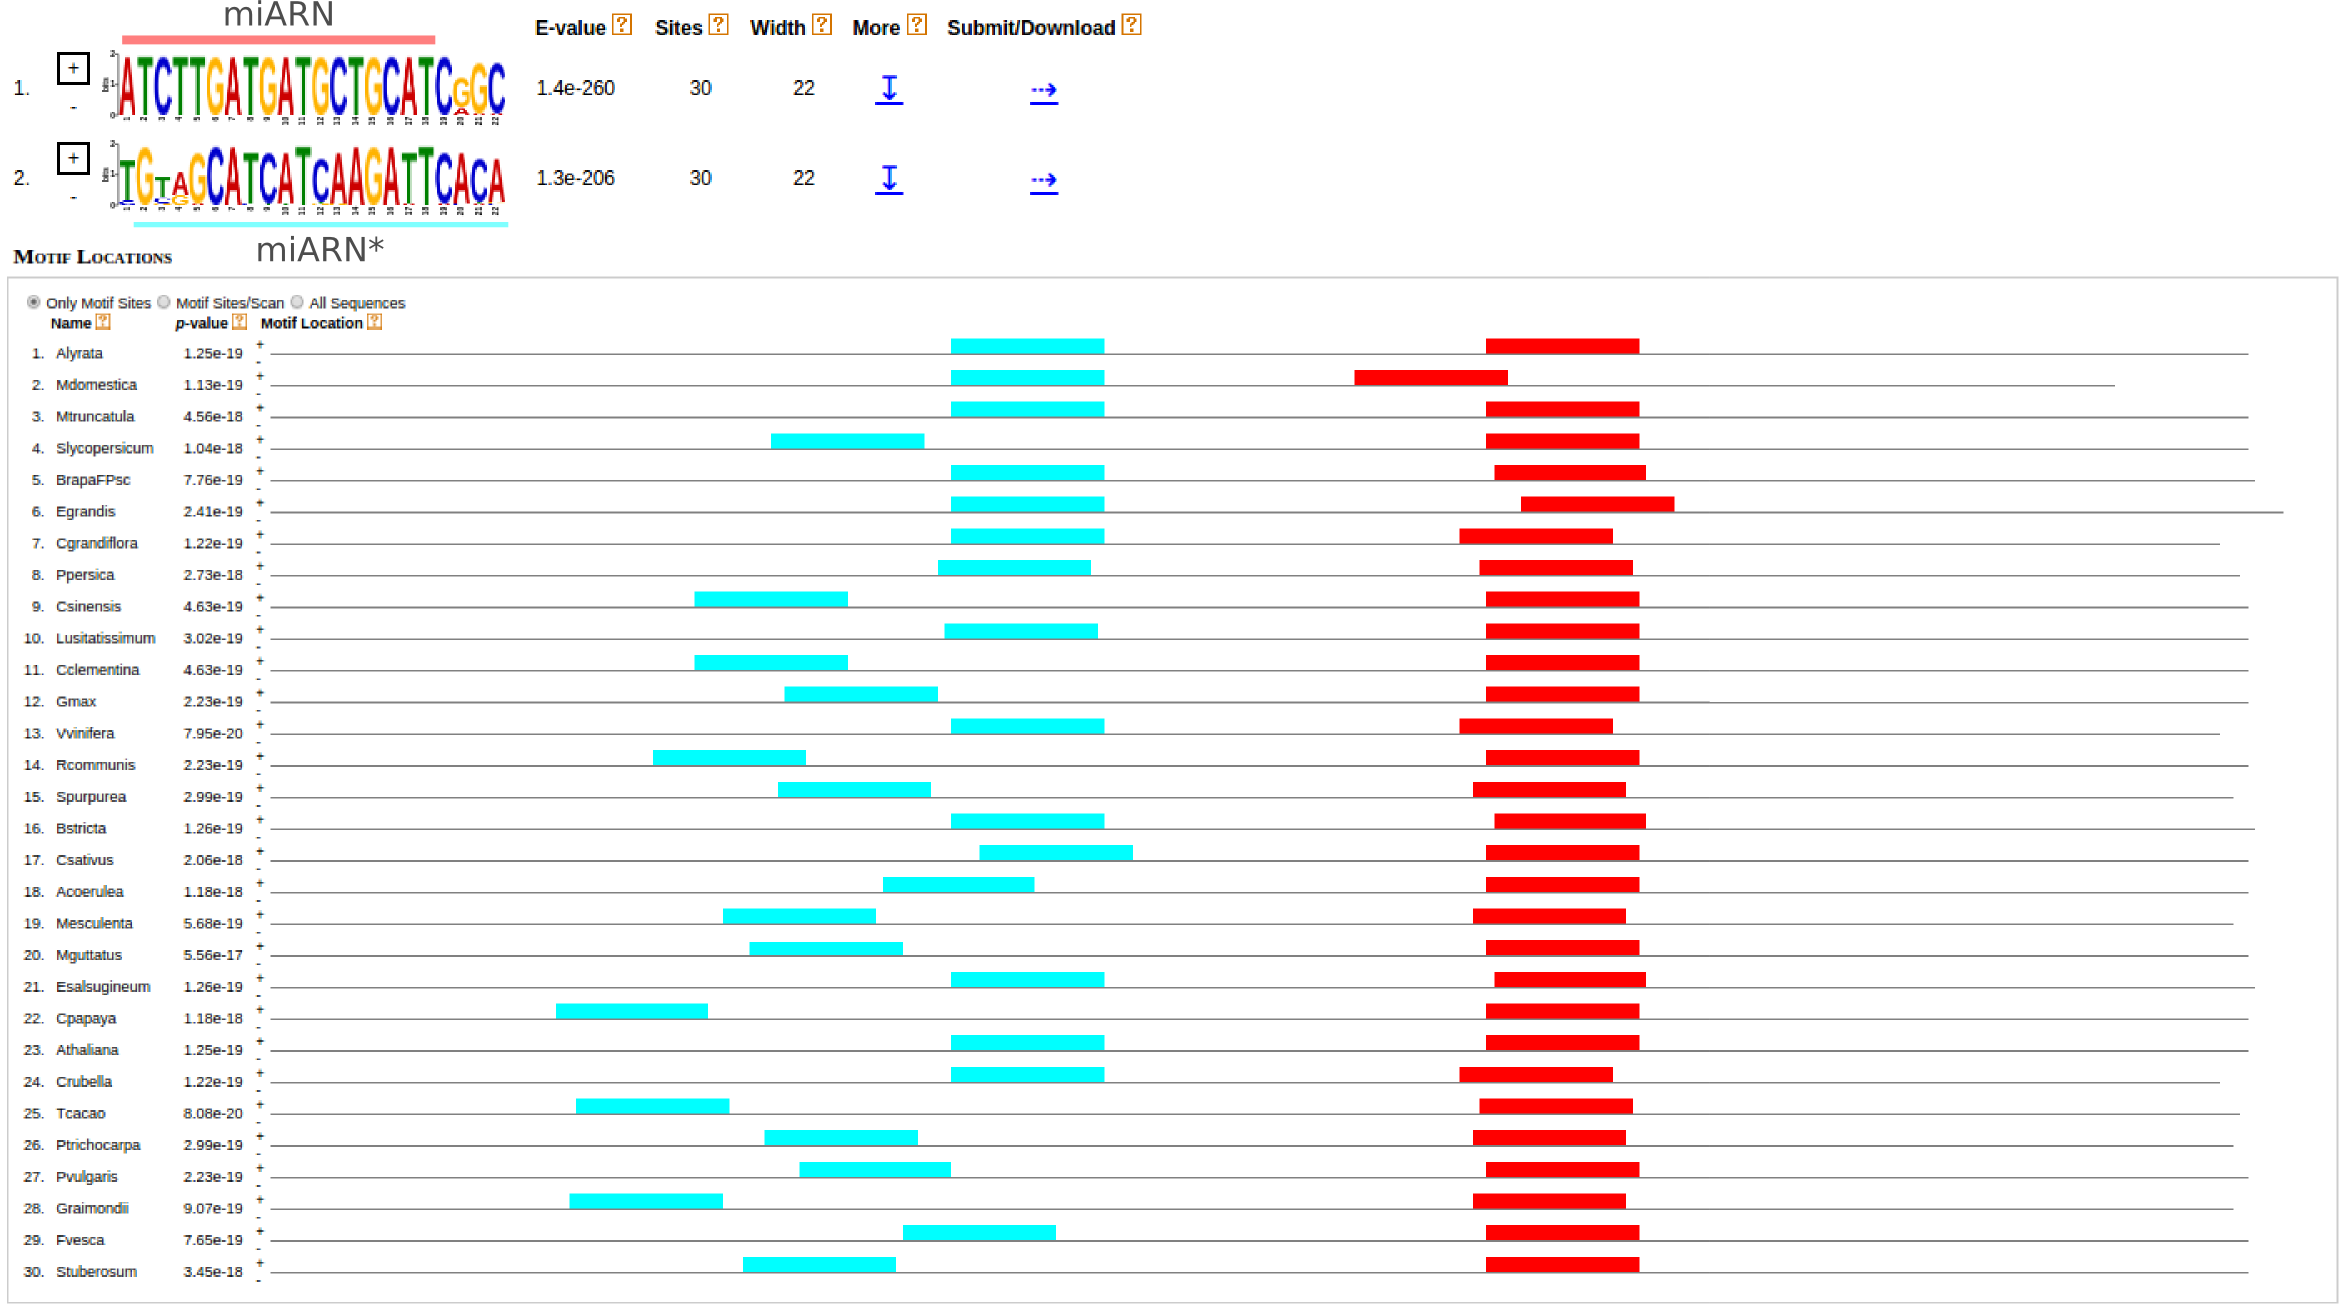 miARN
E-value ? Sites ? Width ? More ? Submit/Download ?
1. + - ATCTTGATGATGCTGCATCGGC 1.4e-260 30 22 ↧ ⇢
2. + - TGTAGCATCATCAAGATTCACA 1.3e-206 30 22 ↧ ⇢
miARN*
MOTIF LOCATIONS
Only Motif Sites Motif Sites/Scan All Sequences
Name ? p-value ? Motif Location ?
1. Alyrata 1.25e-19 + -
2. Mdomestica 1.13e-19 + -
3. Mtruncatula 4.56e-18 + -
4. Slycopersicum 1.04e-18 + -
5. BrapaFPsc 7.76e-19 + -
6. Egrandis 2.41e-19 + -
7. Cgrandiflora 1.22e-19 + -
8. Ppersica 2.73e-18 + -
9. Csinensis 4.63e-19 + -
10. Lusitatissimum 3.02e-19 + -
11. Cclementina 4.63e-19 + -
12. Gmax 2.23e-19 + -
13. Vvinifera 7.95e-20 + -
14. Rcommunis 2.23e-19 + -
15. Spurpurea 2.99e-19 + -
16. Bstricta 1.26e-19 + -
17. Csativus 2.06e-18 + -
18. Acoerulea 1.18e-18 + -
19. Mesculenta 5.68e-19 + -
20. Mguttatus 5.56e-17 + -
21. Esalsugineum 1.26e-19 + -
22. Cpapaya 1.18e-18 + -
23. Athaliana 1.25e-19 + -
24. Crubella 1.22e-19 + -
25. Tcacao 8.08e-20 + -
26. Ptrichocarpa 2.99e-19 + -
27. Pvulgaris 2.23e-19 + -
28. Graimondii 9.07e-19 + -
29. Fvesca 7.65e-19 + -
30. Stuberosum 3.45e-18 + -